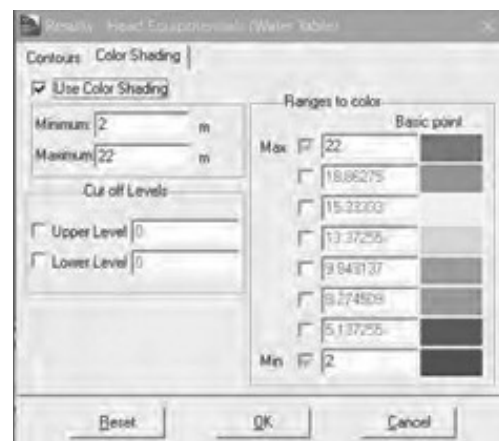 Results - Head Equipotentials (Water Table)
Contours Color Shading
Use Color Shading
Minimum 2 m
Maximum 22 m
Cut off Levels
Upper Level 0
Lower Level 0
Ranges to color
Basic point
Max 22
18.86275
13.37255
9.843137
8.274509
5.137255
Min 2
Reset OK Cancel